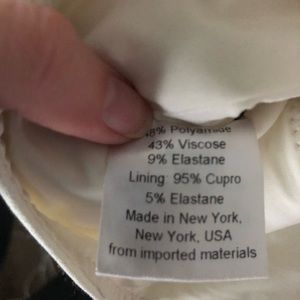 48% Polyamide
43% Viscose
9% Elastane
Lining: 95% Cupro
5% Elastane
Made in New York,
New York, USA
from imported materials